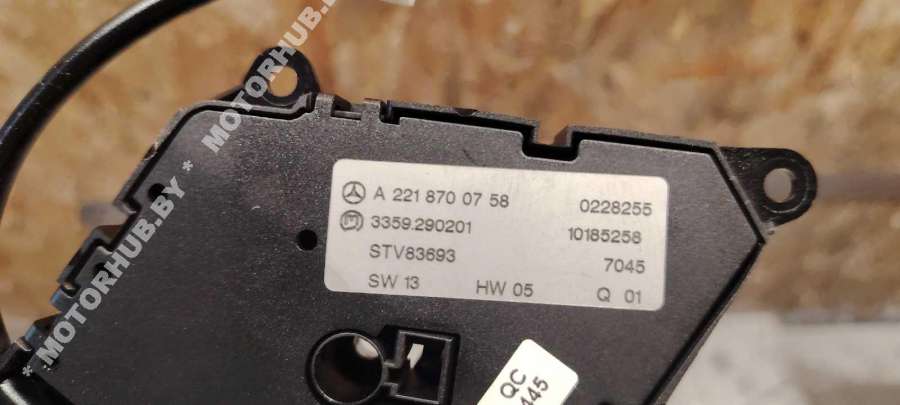 A 221 870 07 58 0228255
3359.290201 10185258
STV83693 7045
SW 13 HW 05 Q 01
QC
445
* MOTORHUB.BY * MOTORHUB.BY